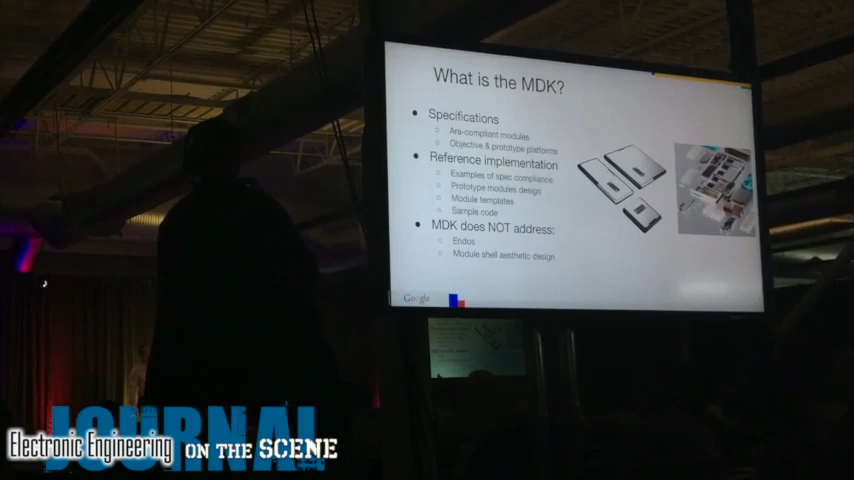 What is the MDK?
Specifications
Ara-compliant modules
Objective & prototype platforms
Reference implementation
Examples of spec compliance
Prototype modules design
Module templates
Sample code
MDK does NOT address:
Endos
Module shell aesthetic design
Google
JOURNAL
Electronic Engineering ON THE SCENE